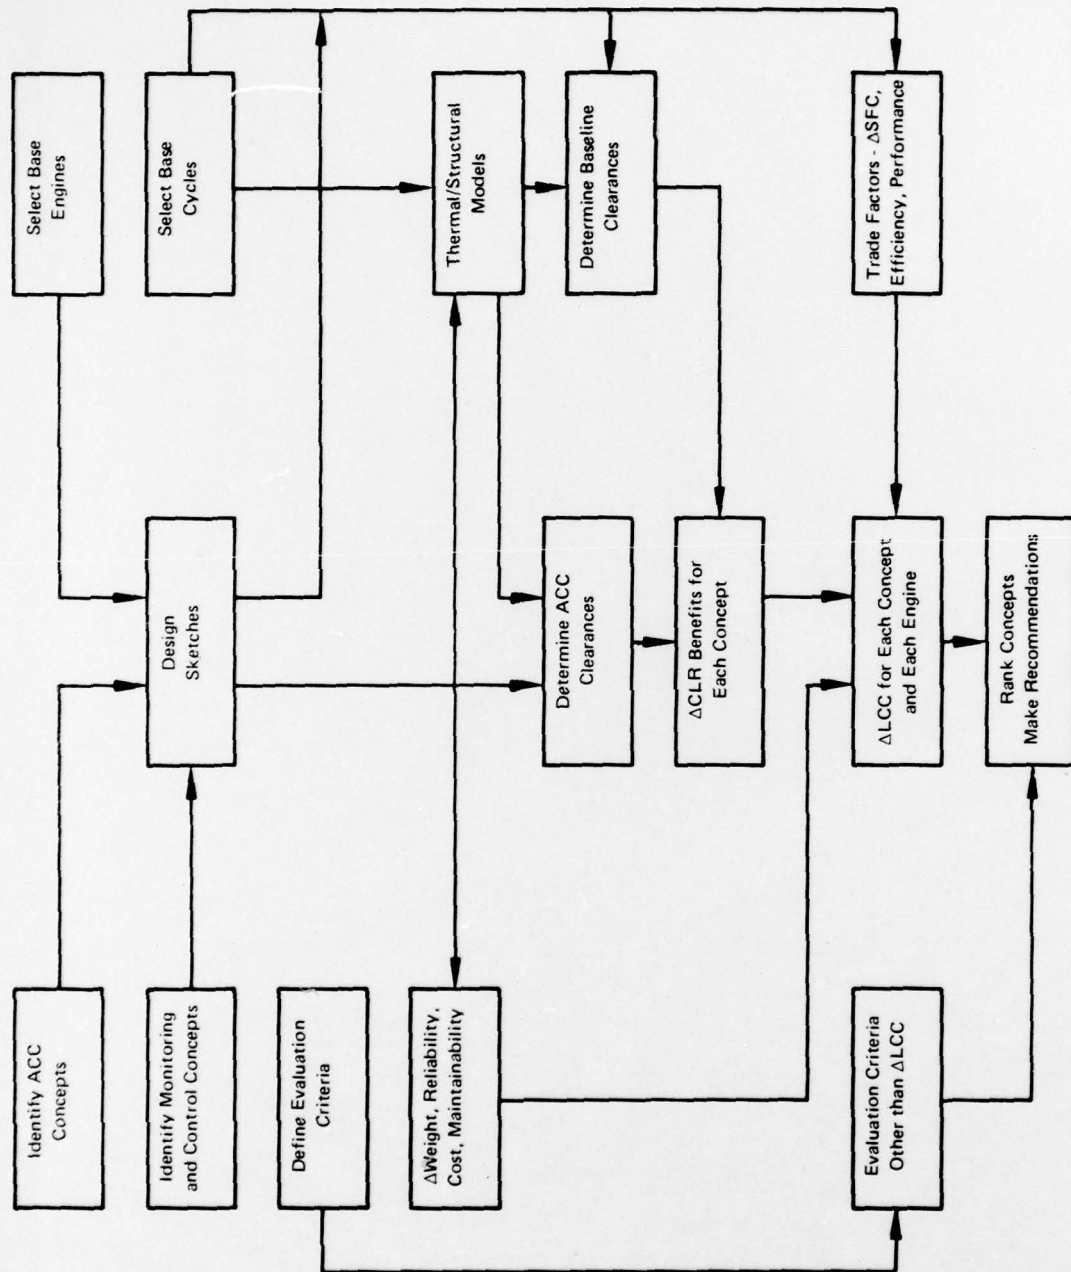 Identify ACC
Concepts
Select Base
Engines
Identify Monitoring
and Control Concepts
Design
Sketches
Select Base
Cycles
Define Evaluation
Criteria
ΔWeight, Reliability,
Cost, Maintainability
Thermal/Structural
Models
Determine ACC
Clearances
Determine Baseline
Clearances
ΔCLR Benefits for
Each Concept
Evaluation Criteria
Other than ΔLCC
ΔLCC for Each Concept
and Each Engine
Trade Factors - ΔSFC,
Efficiency, Performance
Rank Concepts
Make Recommendations